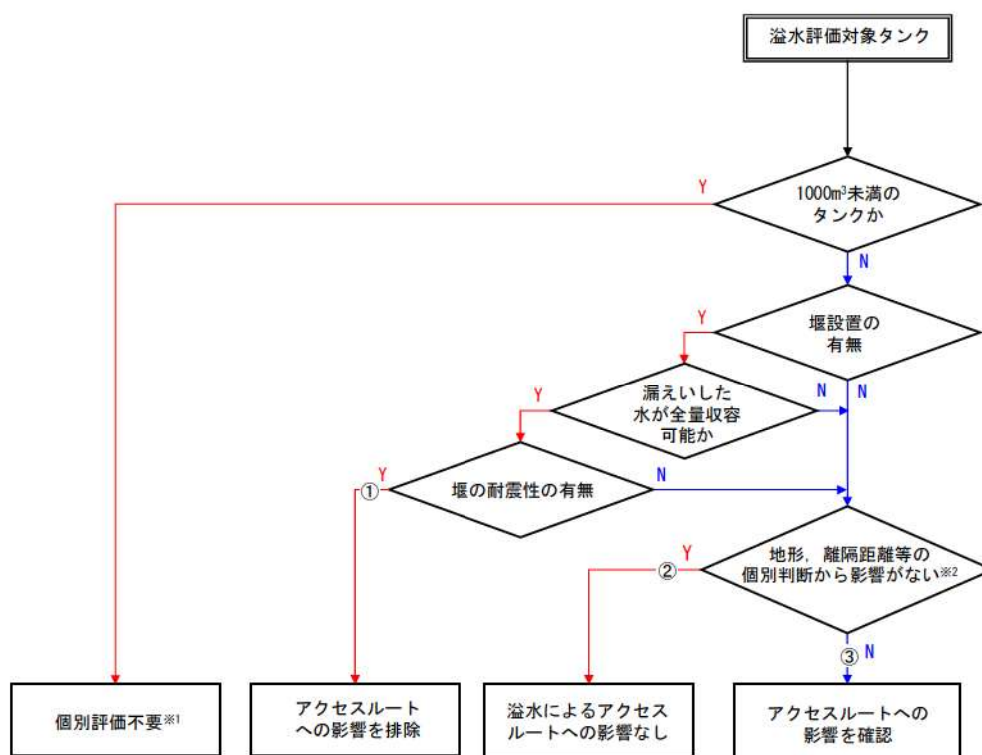 溢水評価対象タンク
Y
1000m³未満の
タンクか
N
Y
堰設置の
有無
N
Y
漏えいした
水が全量収容
可能か
N
Y
①
堰の耐震性の有無
N
Y
②
地形，離隔距離等の
個別判断から影響がない※2
③
N
個別評価不要※1
アクセスルート
への影響を排除
溢水によるアクセス
ルートへの影響なし
アクセスルートへの
影響を確認